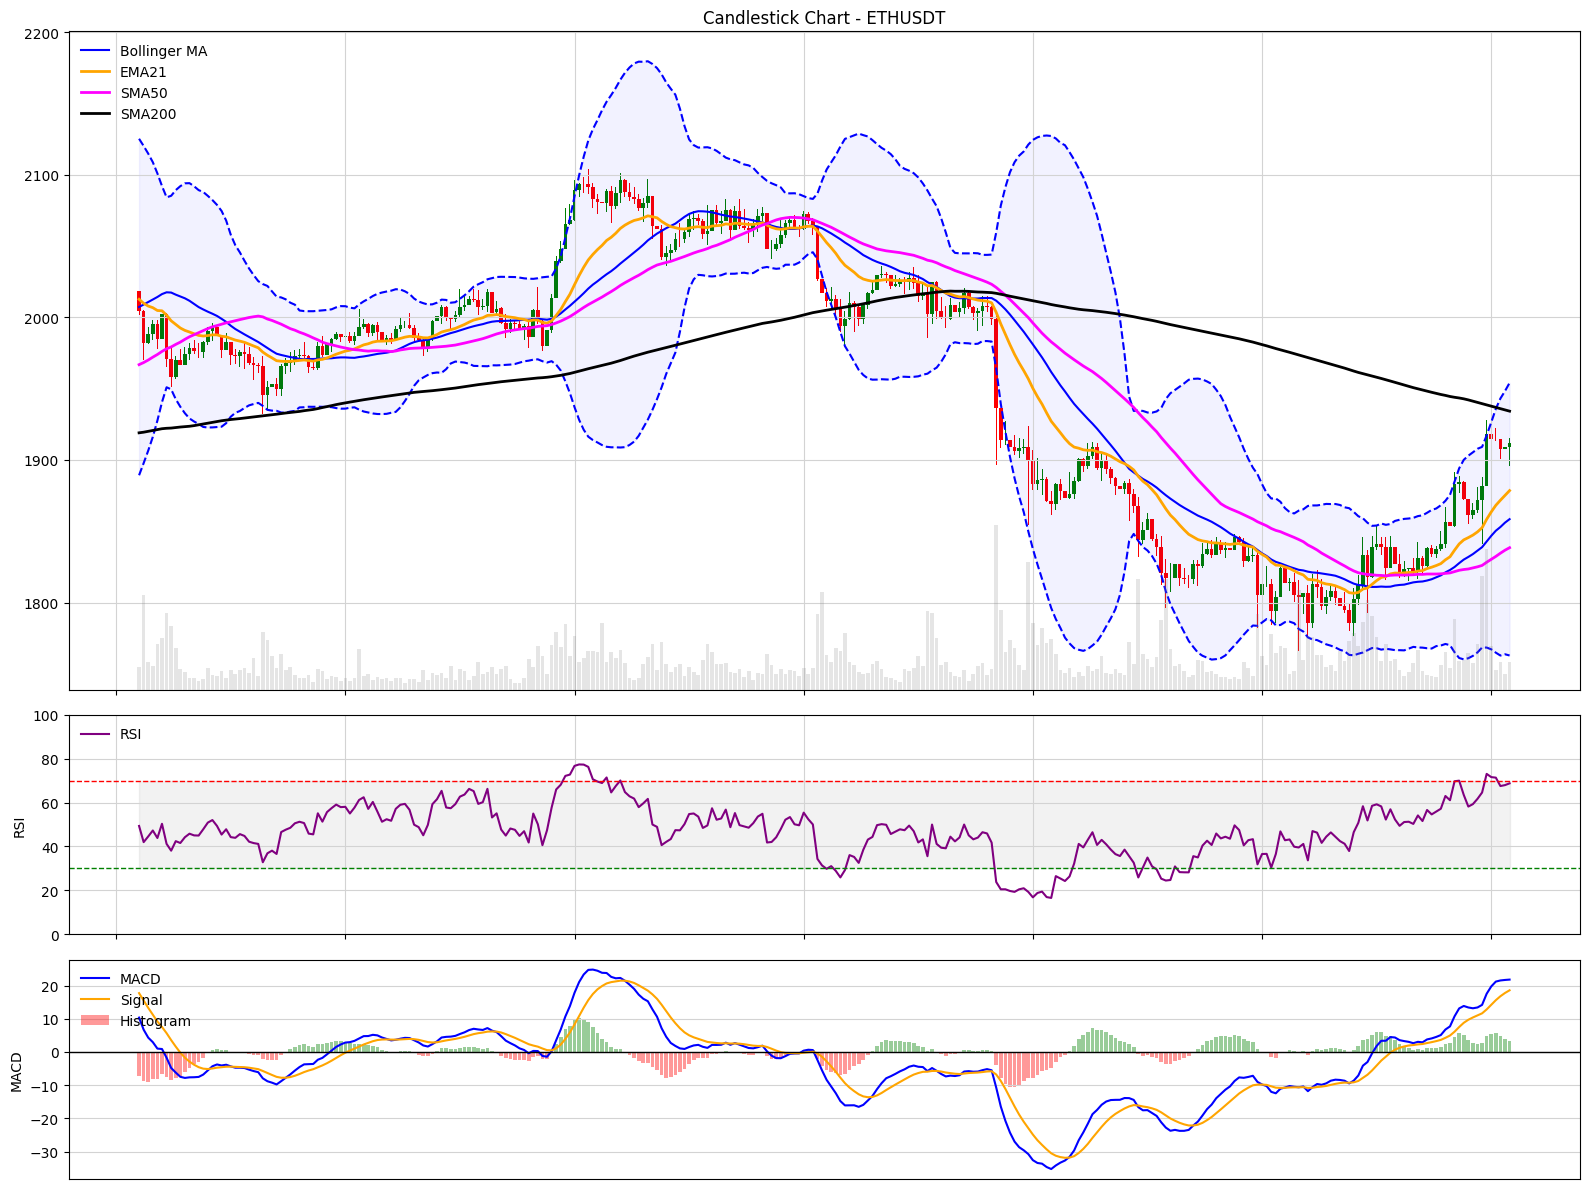 Candlestick Chart - ETHUSDT
2200
2100
2000
1900
1800
Bollinger MA
EMA21
SMA50
SMA200
RSI
100
80
60
40
20
0
RSI
MACD
20
10
0
−10
−20
−30
MACD
Signal
Histogram